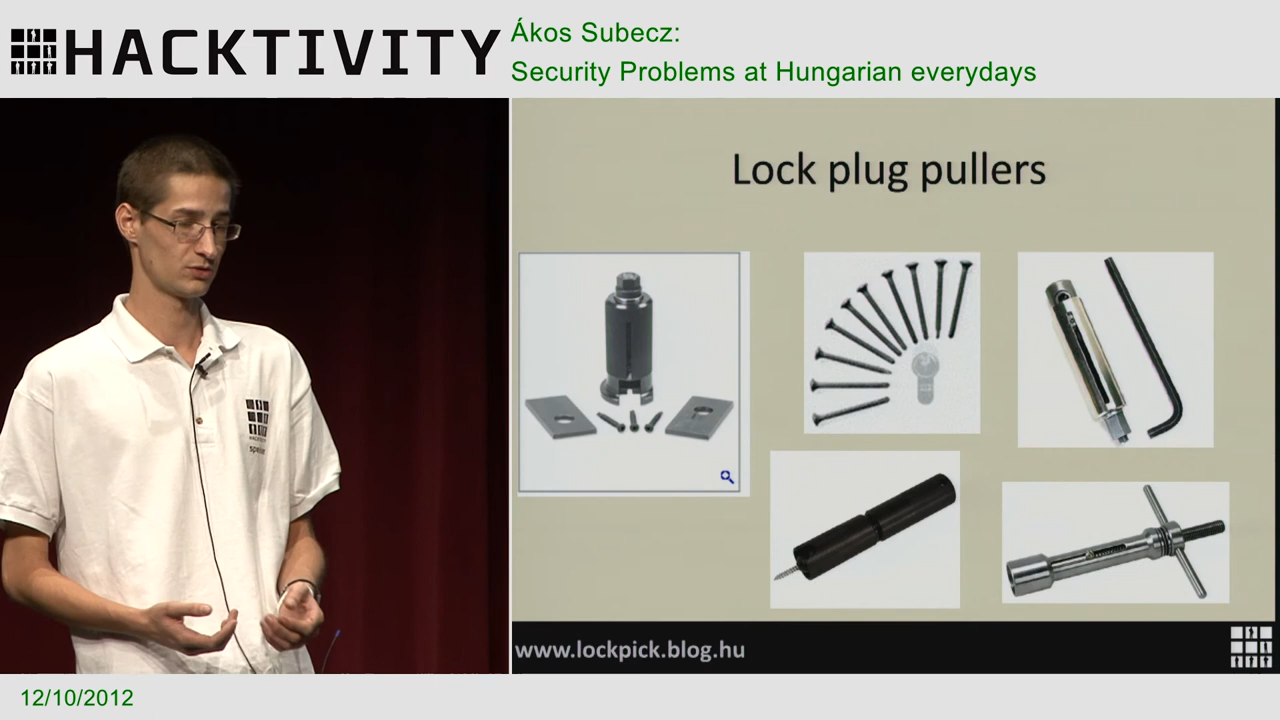 HACKTIVITY
Ákos Subecz:
Security Problems at Hungarian everydays
Lock plug pullers
www.lockpick.blog.hu
12/10/2012